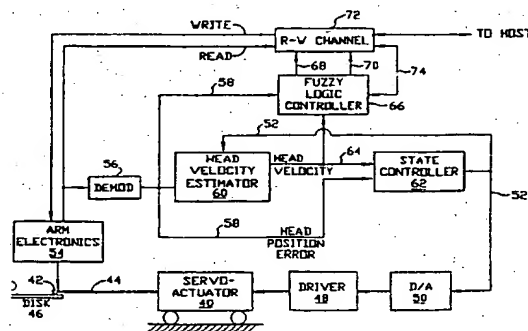 WRITE
READ
72
R-W CHANNEL
TO HOST
68
70
74
58
FUZZY
LOGIC
CONTROLLER
66
52
56
DEMOD
HEAD
VELOCITY
ESTIMATOR
60
HEAD
VELOCITY
64
STATE
CONTROLLER
62
52
58
HEAD
POSITION
ERROR
ARM
ELECTRONICS
54
42
44
DISK
46
SERVO-
ACTUATOR
40
DRIVER
48
D/A
50